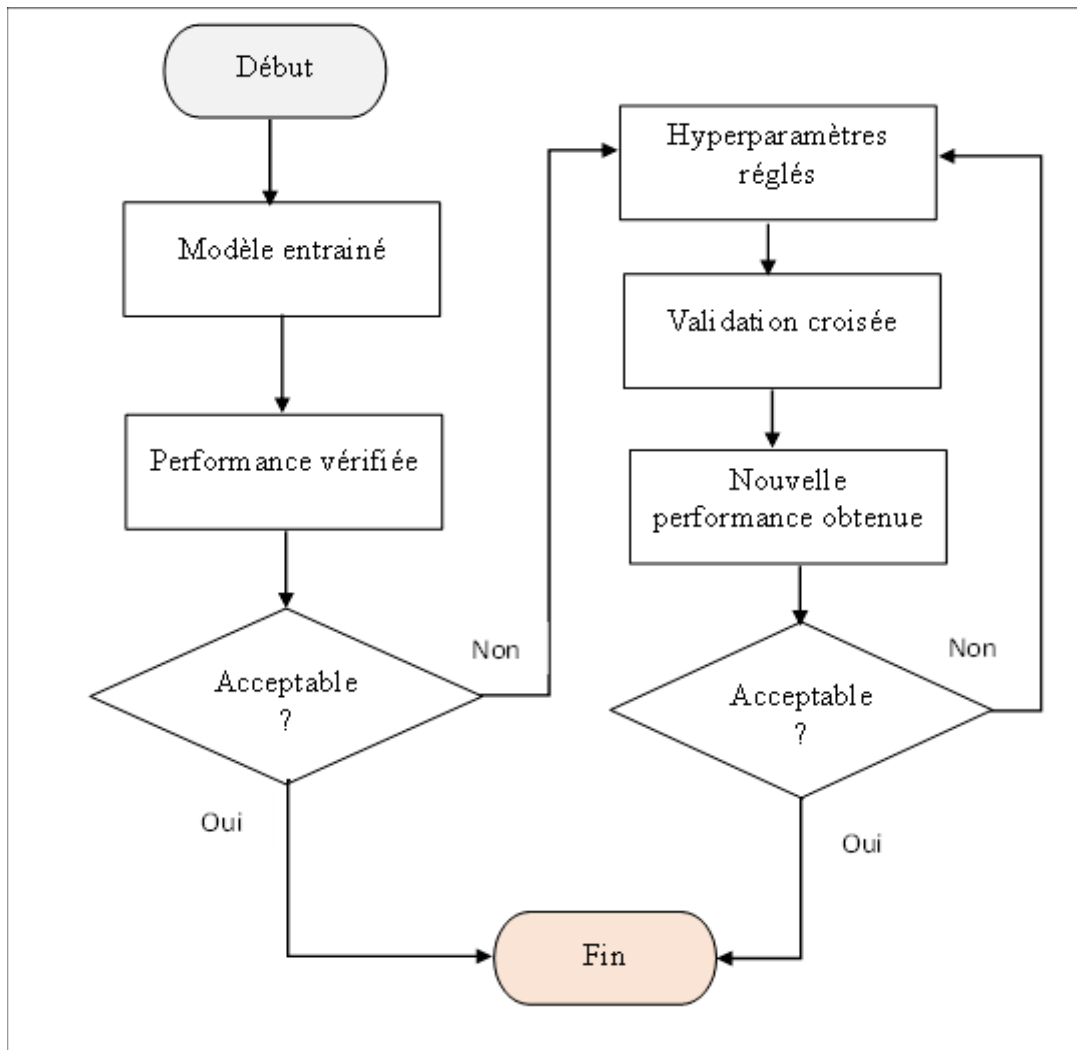 Début
Modèle entrainé
Performance vérifiée
Acceptable
?
Non
Oui
Hyperparamètres
réglés
Validation croisée
Nouvelle
performance obtenue
Acceptable
?
Non
Oui
Fin